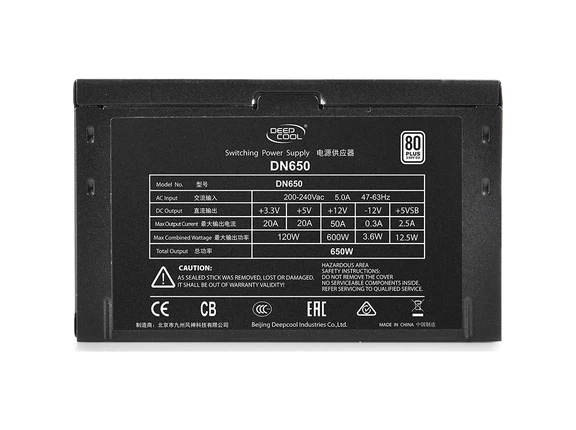 DEEP
COOL
Switching Power Supply 电源供应器
DN650
80
PLUS
230V EU
Model No. 型号 DN650
AC Input 交流输入 200-240Vac 5.0A 47-63Hz
DC Output 直流输出 +3.3V +5V +12V -12V +5VSB
Max Output Current 最大输出电流 20A 20A 50A 0.3A 2.5A
Max Combined Wattage 最大输出功率 120W 600W 3.6W 12.5W
Total Output 总功率 650W
CAUTION:
AS SEALED STICK WAS REMOVED, LOST OR DAMAGED.
IT SHALL BE OUT OF WARRANTY VALIDITY!
HAZARDOUS AREA
SAFETY INSTRUCTIONS:
DO NOT REMOVE THE COVER
NO SERVICEABLE COMPONENTS INSIDE.
REFER SERVICING TO QUALIFIED PERSONNEL.
CE CB CCC EAC
制造商: 北京市九州风神科技有限公司 Beijing Deepcool Industries Co.,Ltd. MADE IN CHINA 中国制造